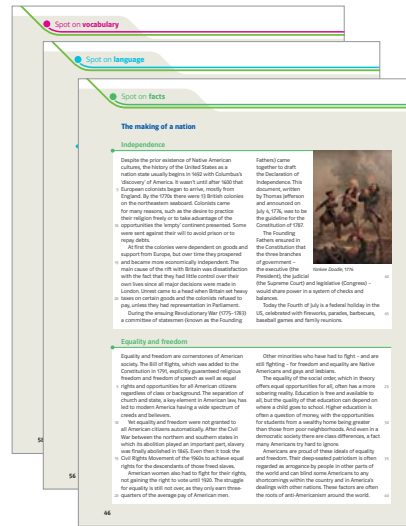 Spot on vocabulary
Spot on language
Spot on facts
The making of a nation
Independence
Despite the prior existence of Native American
cultures, the history of the United States as a
nation state usually begins in 1492 with Columbus's
'discovery' of America. It wasn't until after 1600 that
5 European colonists began to arrive, mostly from
England. By the 1770s there were 13 British colonies
on the northeastern seaboard. Colonists came
for many reasons, such as the desire to practice
their religion freely or to take advantage of the
10 opportunities the 'empty' continent presented. Some
were sent against their will to avoid prison or to
repay debts.
At first the colonies were dependent on goods and
support from Europe, but over time they prospered
15 and became more economically independent. The
main cause of the rift with Britain was dissatisfaction
with the fact that they had little control over their
own lives since all major decisions were made in
London. Unrest came to a head when Britain set heavy
20 taxes on certain goods and the colonists refused to
pay, unless they had representation in Parliament.
During the ensuing Revolutionary War (1775–1783)
a committee of statesmen (known as the Founding
Fathers) came
together to draft
the Declaration of
Independence. This
document, written
by Thomas Jefferson
and announced on
July 4, 1776, was to be
the guideline for the
Constitution of 1787.
The Founding
Fathers ensured in
the Constitution that
the three branches
of government –
the executive (the
President), the judicial
(the Supreme Court) and legislative (Congress) –
would share power in a system of checks and
balances.
Today the Fourth of July is a federal holiday in the
US, celebrated with fireworks, parades, barbecues,
baseball games and family reunions.
Yankee Doodle, 1776
40
45
Equality and freedom
Equality and freedom are cornerstones of American
society. The Bill of Rights, which was added to the
Constitution in 1791, explicitly guaranteed religious
freedom and freedom of speech as well as equal
5 rights and opportunities for all American citizens
regardless of class or background. The separation of
church and state, a key element in American law, has
led to modern America having a wide spectrum of
creeds and believers.
10 Yet equality and freedom were not granted to
all American citizens automatically. After the Civil
War between the northern and southern states in
which its abolition played an important part, slavery
was finally abolished in 1865. Even then it took the
15 Civil Rights Movement of the 1960s to achieve equal
rights for the descendants of those freed slaves.
American women also had to fight for their rights,
not gaining the right to vote until 1920. The struggle
for equality is still not over, as they only earn three-
20 quarters of the average pay of American men.
Other minorities who have had to fight – and are
still fighting – for freedom and equality are Native
Americans and gays and lesbians.
The equality of the social order, which in theory
offers equal opportunities for all, often has a more 25
sobering reality. Education is free and available to
all, but the quality of that education can depend on
where a child goes to school. Higher education is
often a question of money, with the opportunities
for students from a wealthy home being greater 30
than those from poor neighborhoods. And even in a
democratic society there are class differences, a fact
many Americans try hard to ignore.
Americans are proud of these ideals of equality
and freedom. Their deep-seated patriotism is often 35
regarded as arrogance by people in other parts of
the world and can blind some Americans to any
shortcomings within the country and in America's
dealings with other nations. These factors are often
the roots of anti-Americanism around the world. 40
56
46